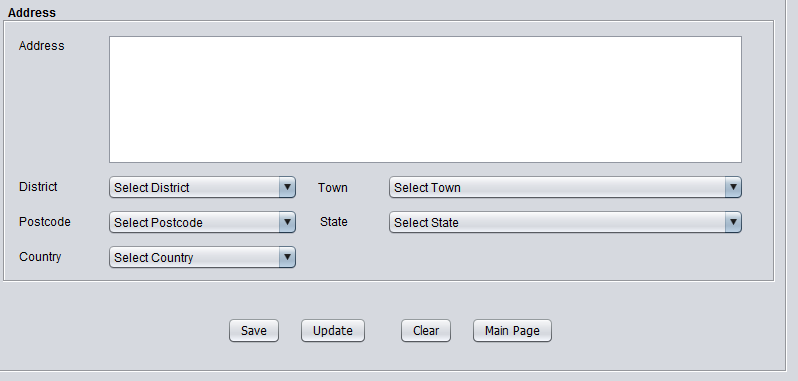 Address
Address
District Select District Town Select Town
Postcode Select Postcode State Select State
Country Select Country
Save Update Clear Main Page